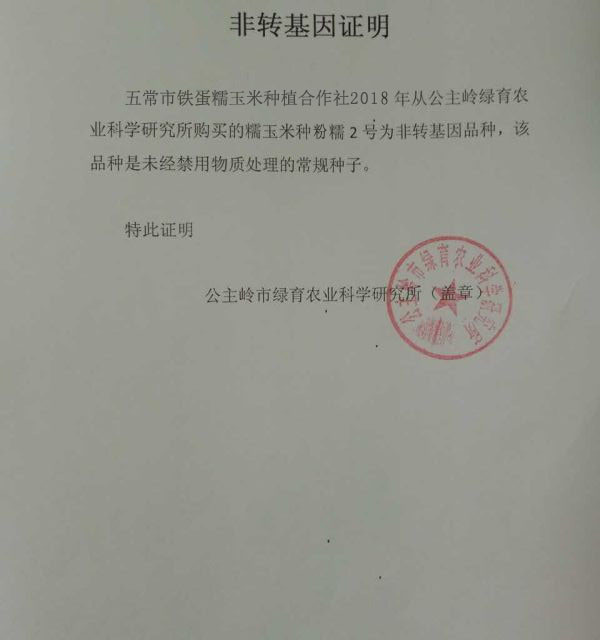 非转基因证明
五常市铁蛋糯玉米种植合作社2018年从公主岭绿育农
业科学研究所购买的糯玉米种粉糯2号为非转基因品种，该
品种是未经禁用物质处理的常规种子。
特此证明
公主岭市绿育农业科学研究所（盖章）
公主岭市绿育农业科学研究所